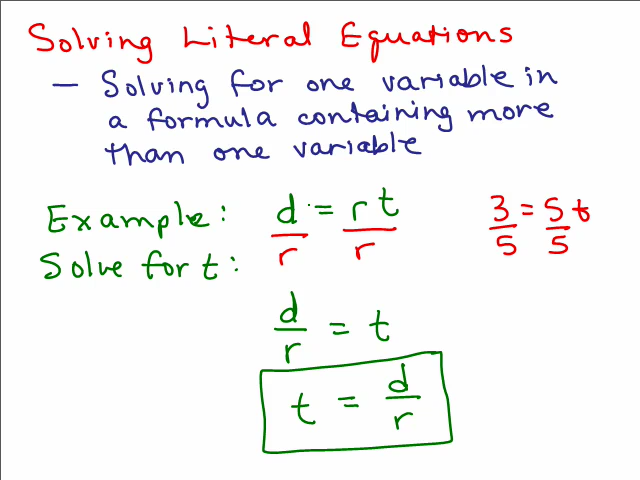 Solving Literal Equations
— Solving for one variable in
a formula containing more
than one variable
Example: d/r = rt/r 3/5 = 5t/5
Solve for t:
d/r = t
t = d/r